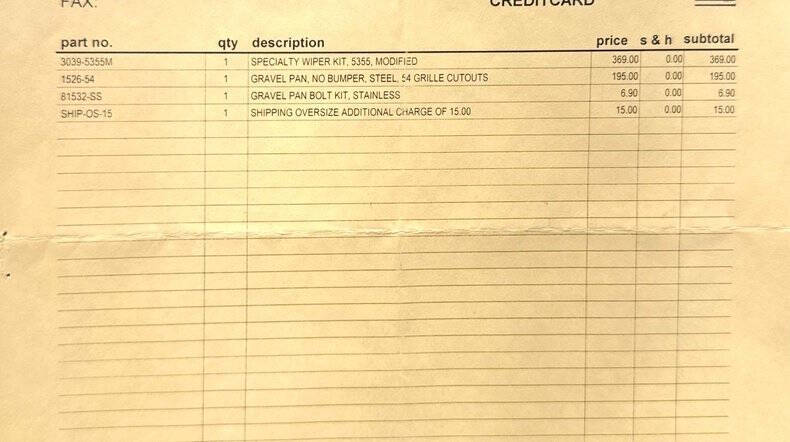 FAX:
CREDITCARD
part no. qty description price s & h subtotal
3039-5355M 1 SPECIALTY WIPER KIT, 5355, MODIFIED 369.00 0.00 369.00
1526-54 1 GRAVEL PAN, NO BUMPER, STEEL, 54 GRILLE CUTOUTS 195.00 0.00 195.00
81532-SS 1 GRAVEL PAN BOLT KIT, STAINLESS 6.90 0.00 6.90
SHIP-OS-15 1 SHIPPING OVERSIZE ADDITIONAL CHARGE OF 15.00 15.00 0.00 15.00